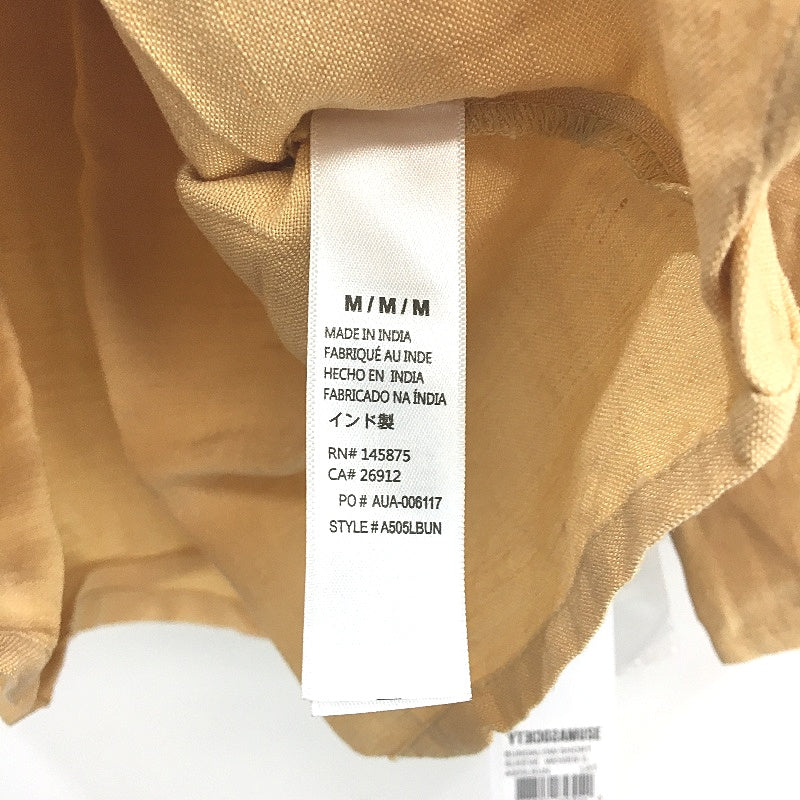 M / M / M
MADE IN INDIA
FABRIQUÉ AU INDE
HECHO EN INDIA
FABRICADO NA ÍNDIA
インド製
RN# 145875
CA# 26912
PO # AUA-006117
STYLE # A505LBUN